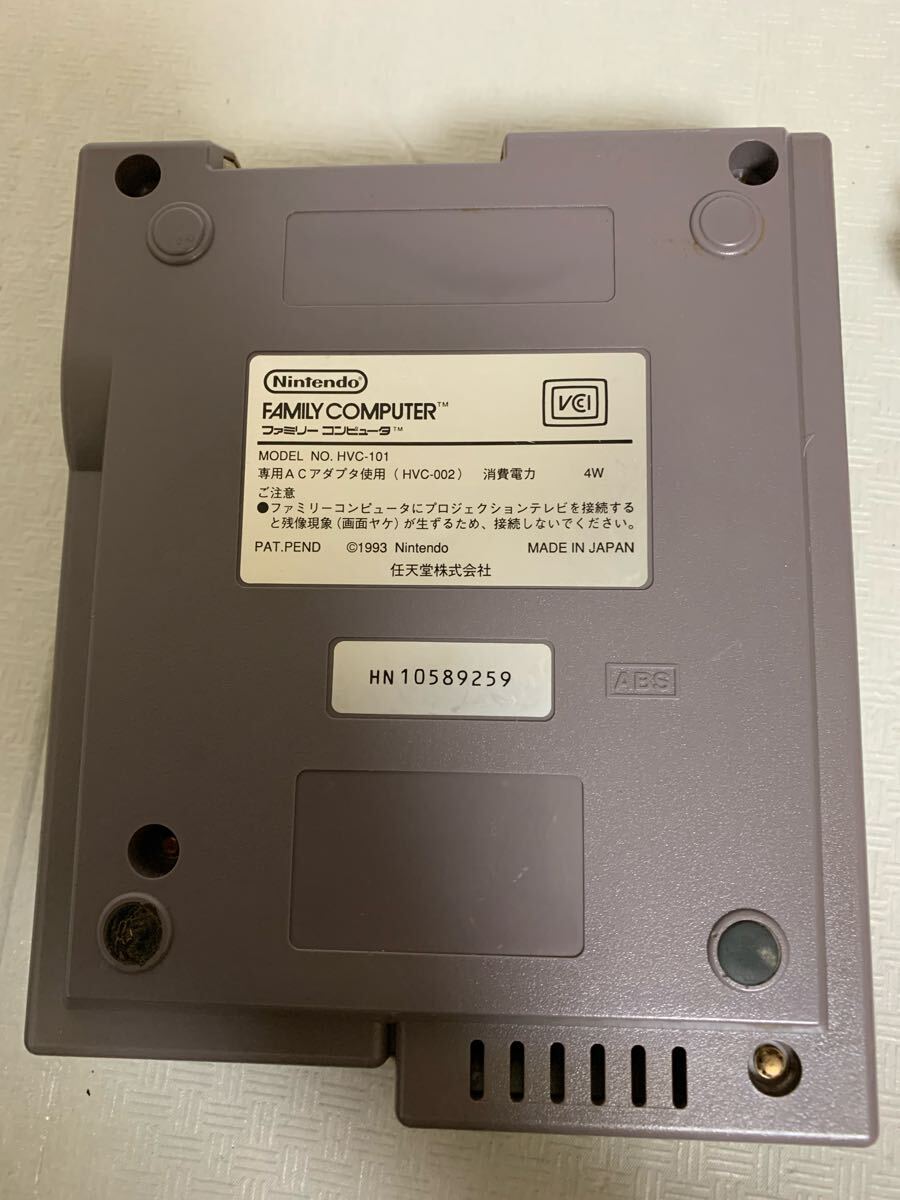 Nintendo®
FAMILY COMPUTER™
ファミリー コンピュータ™
VCCI
MODEL NO. HVC-101
専用ACアダプタ使用（HVC-002） 消費電力 4W
ご注意
●ファミリーコンピュータにプロジェクションテレビを接続する
と残像現象（画面ヤケ）が生ずるため、接続しないでください。
PAT.PEND ©1993 Nintendo MADE IN JAPAN
任天堂株式会社
HN10589259
ABS